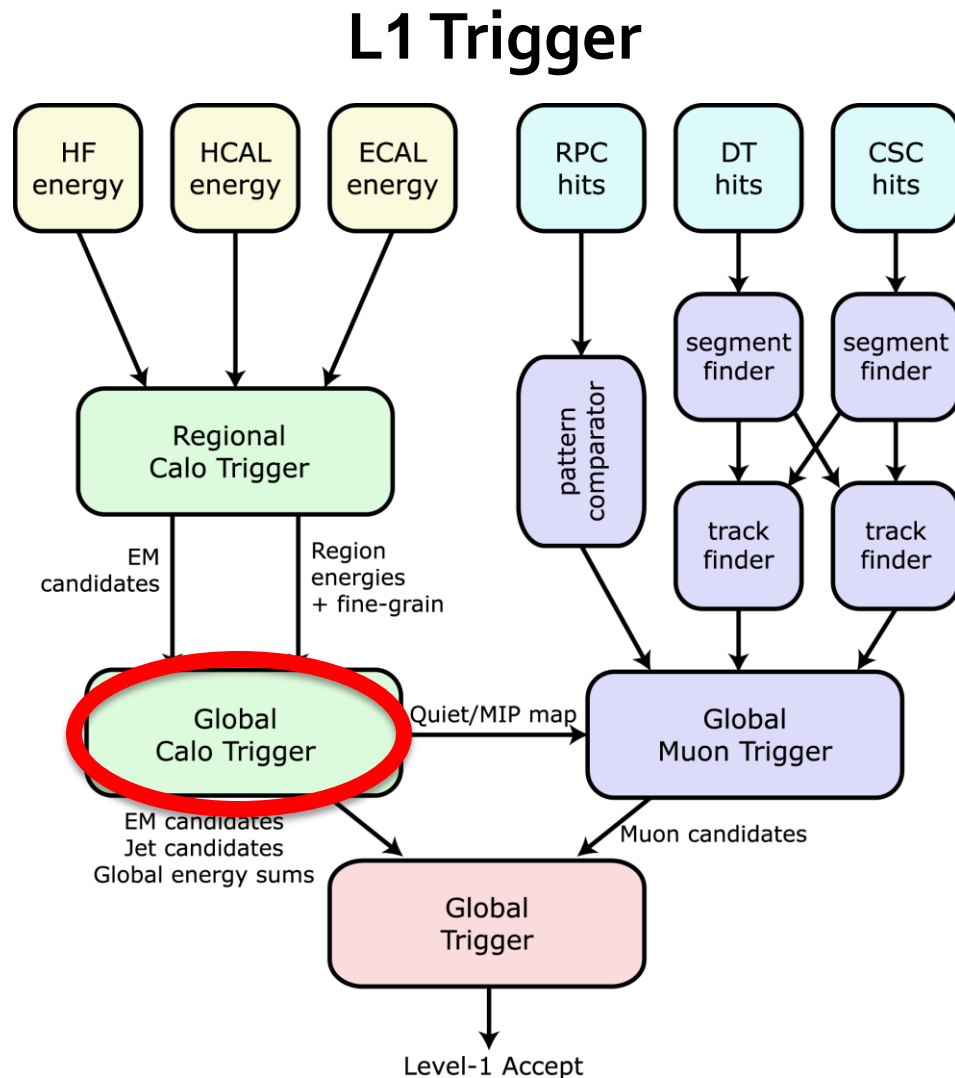 L1 Trigger
HF
energy
HCAL
energy
ECAL
energy
RPC
hits
DT
hits
CSC
hits
segment
finder
segment
finder
pattern
comparator
Regional
Calo Trigger
track
finder
track
finder
EM
candidates
Region
energies
+ fine-grain
Global
Calo Trigger
Quiet/MIP map
Global
Muon Trigger
EM candidates
Jet candidates
Global energy sums
Muon candidates
Global
Trigger
Level-1 Accept